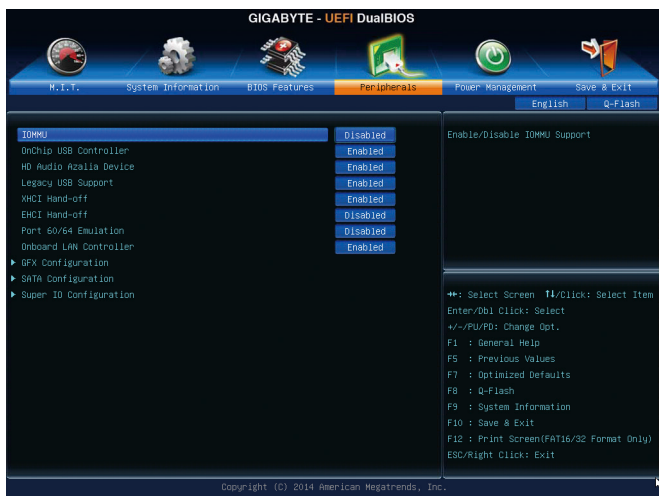 GIGABYTE - UEFI DualBIOS
M.I.T.
System Information
BIOS Features
Peripherals
Power Management
Save & Exit
English
Q-Flash
IOMMU Disabled
OnChip USB Controller Enabled
HD Audio Azalia Device Enabled
Legacy USB Support Enabled
XHCI Hand-off Enabled
EHCI Hand-off Disabled
Port 60/64 Emulation Disabled
Onboard LAN Controller Enabled
GFX Configuration
SATA Configuration
Super IO Configuration
Enable/Disable IOMMU Support
→←: Select Screen ↑↓/Click: Select Item
Enter/Dbl Click: Select
+/-/PU/PD: Change Opt.
F1 : General Help
F5 : Previous Values
F7 : Optimized Defaults
F8 : Q-Flash
F9 : System Information
F10 : Save & Exit
F12 : Print Screen(FAT16/32 Format Only)
ESC/Right Click: Exit
Copyright (C) 2014 American Megatrends, Inc.